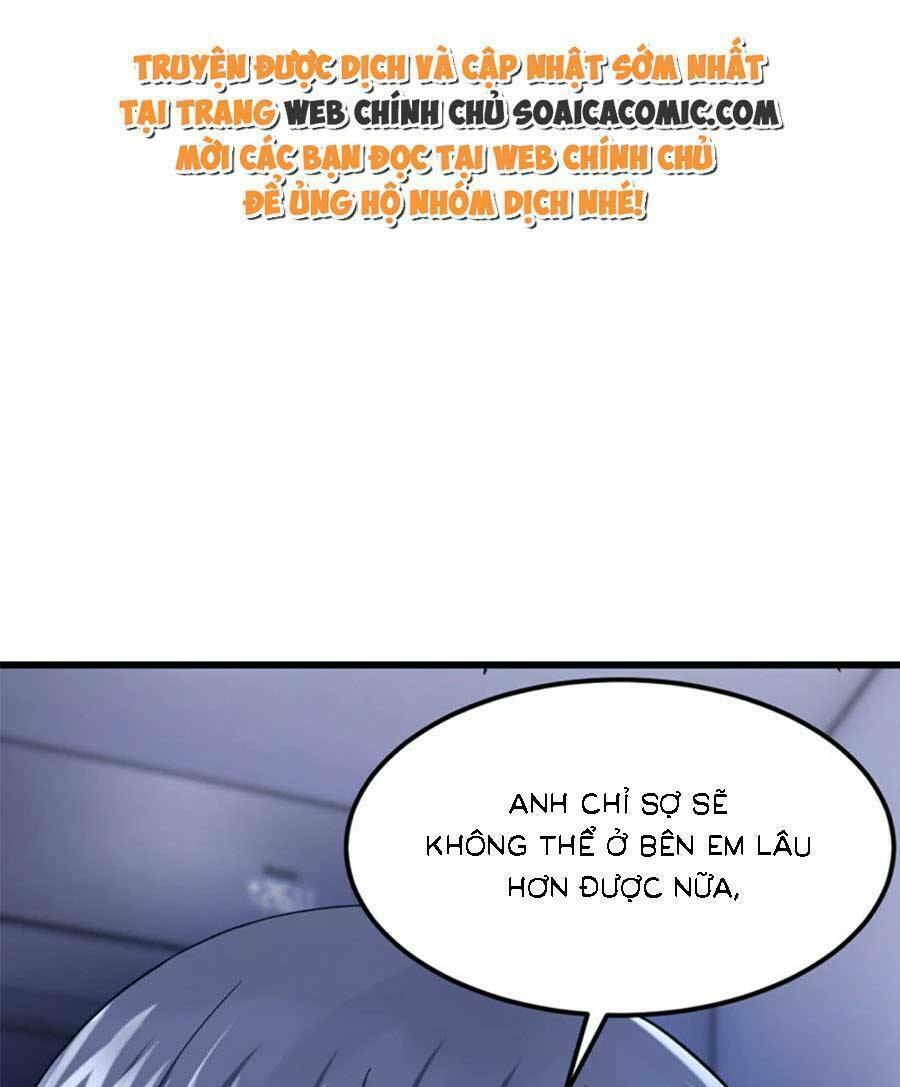 TRUYỆN ĐƯỢC DỊCH VÀ CẬP NHẬT SỚM NHẤT
TẠI TRANG WEB CHÍNH CHỦ SOAICACOMIC.COM
MỜI CÁC BẠN ĐỌC TẠI WEB CHÍNH CHỦ
ĐỂ ỦNG HỘ NHÓM DỊCH NHÉ!
ANH CHỈ SỢ SẼ
KHÔNG THỂ Ở BÊN EM LÂU
HƠN ĐƯỢC NỮA,